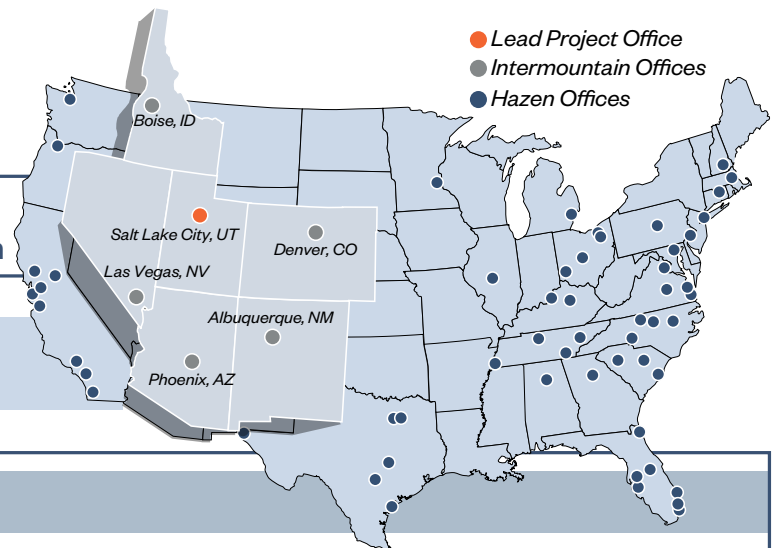 Lead Project Office
Intermountain Offices
Hazen Offices
Boise, ID
Salt Lake City, UT
Denver, CO
Las Vegas, NV
Albuquerque, NM
Phoenix, AZ